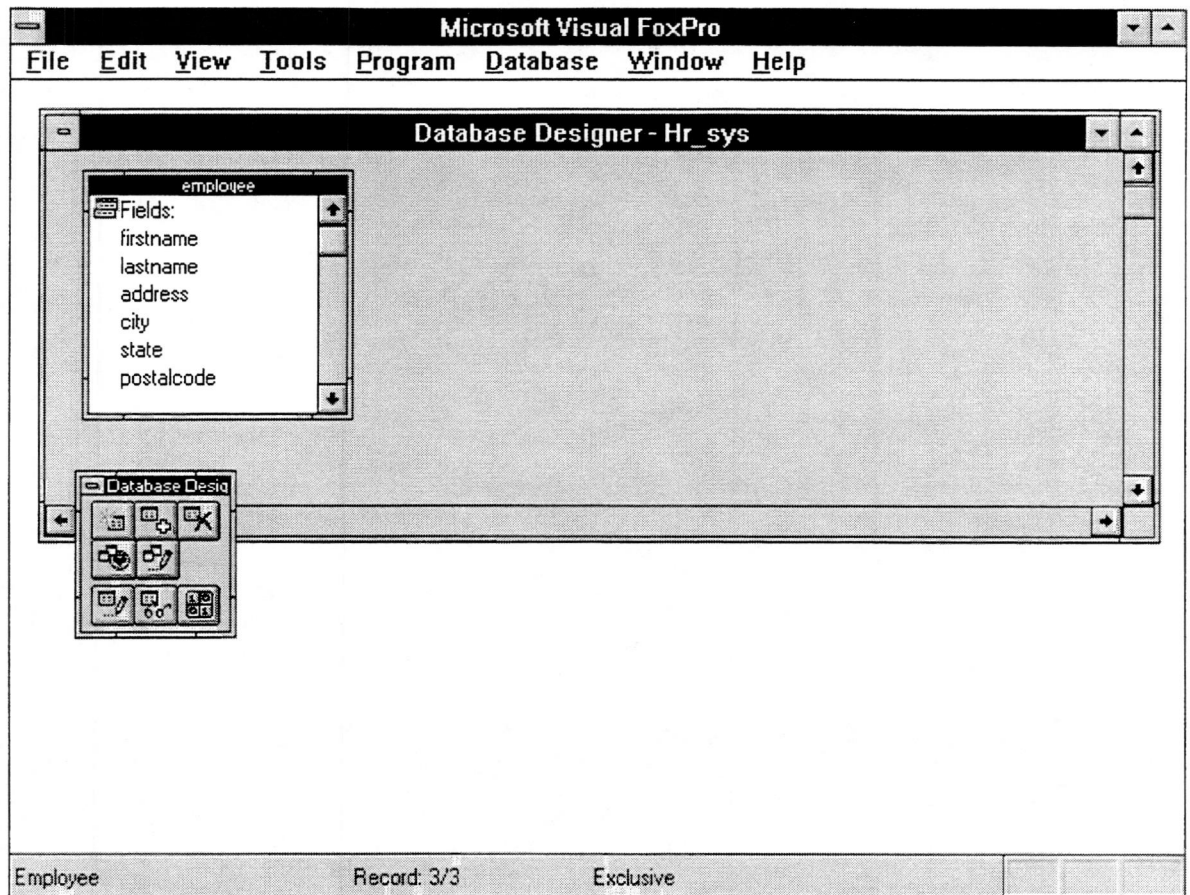 Microsoft Visual FoxPro
File Edit View Tools Program Database Window Help
Database Designer - Hr_sys
employee
Fields:
firstname
lastname
address
city
state
postalcode
Database Desig
Employee Record: 3/3 Exclusive